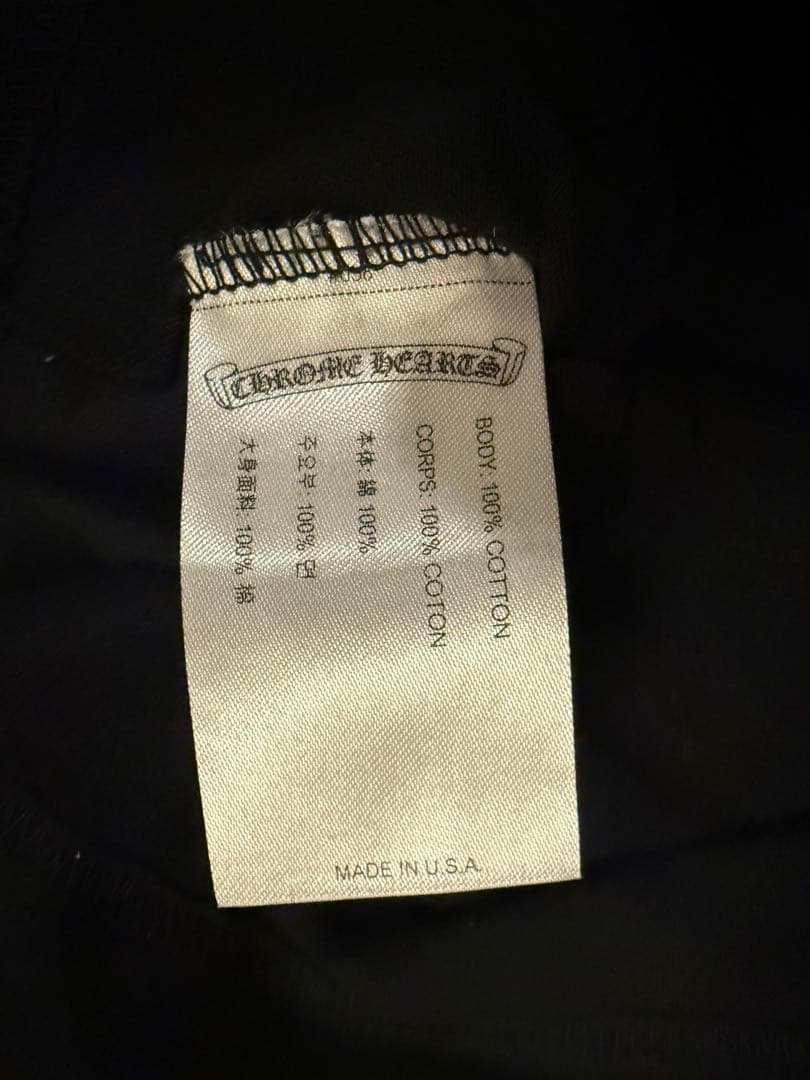 CHROME HEARTS
BODY: 100% COTTON
CORPS: 100% COTON
本体: 綿 100%
주요부: 100% 면
大身面料: 100% 棉
MADE IN U.S.A.